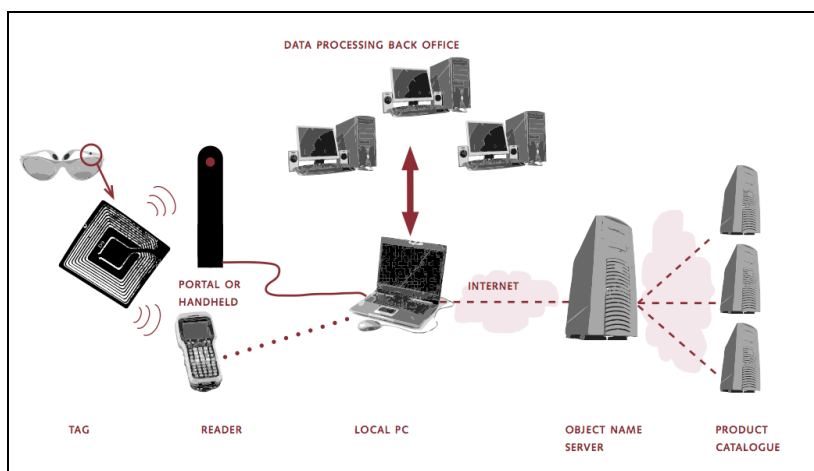 DATA PROCESSING BACK OFFICE
PORTAL OR
HANDHELD
INTERNET
TAG
READER
LOCAL PC
OBJECT NAME
SERVER
PRODUCT
CATALOGUE